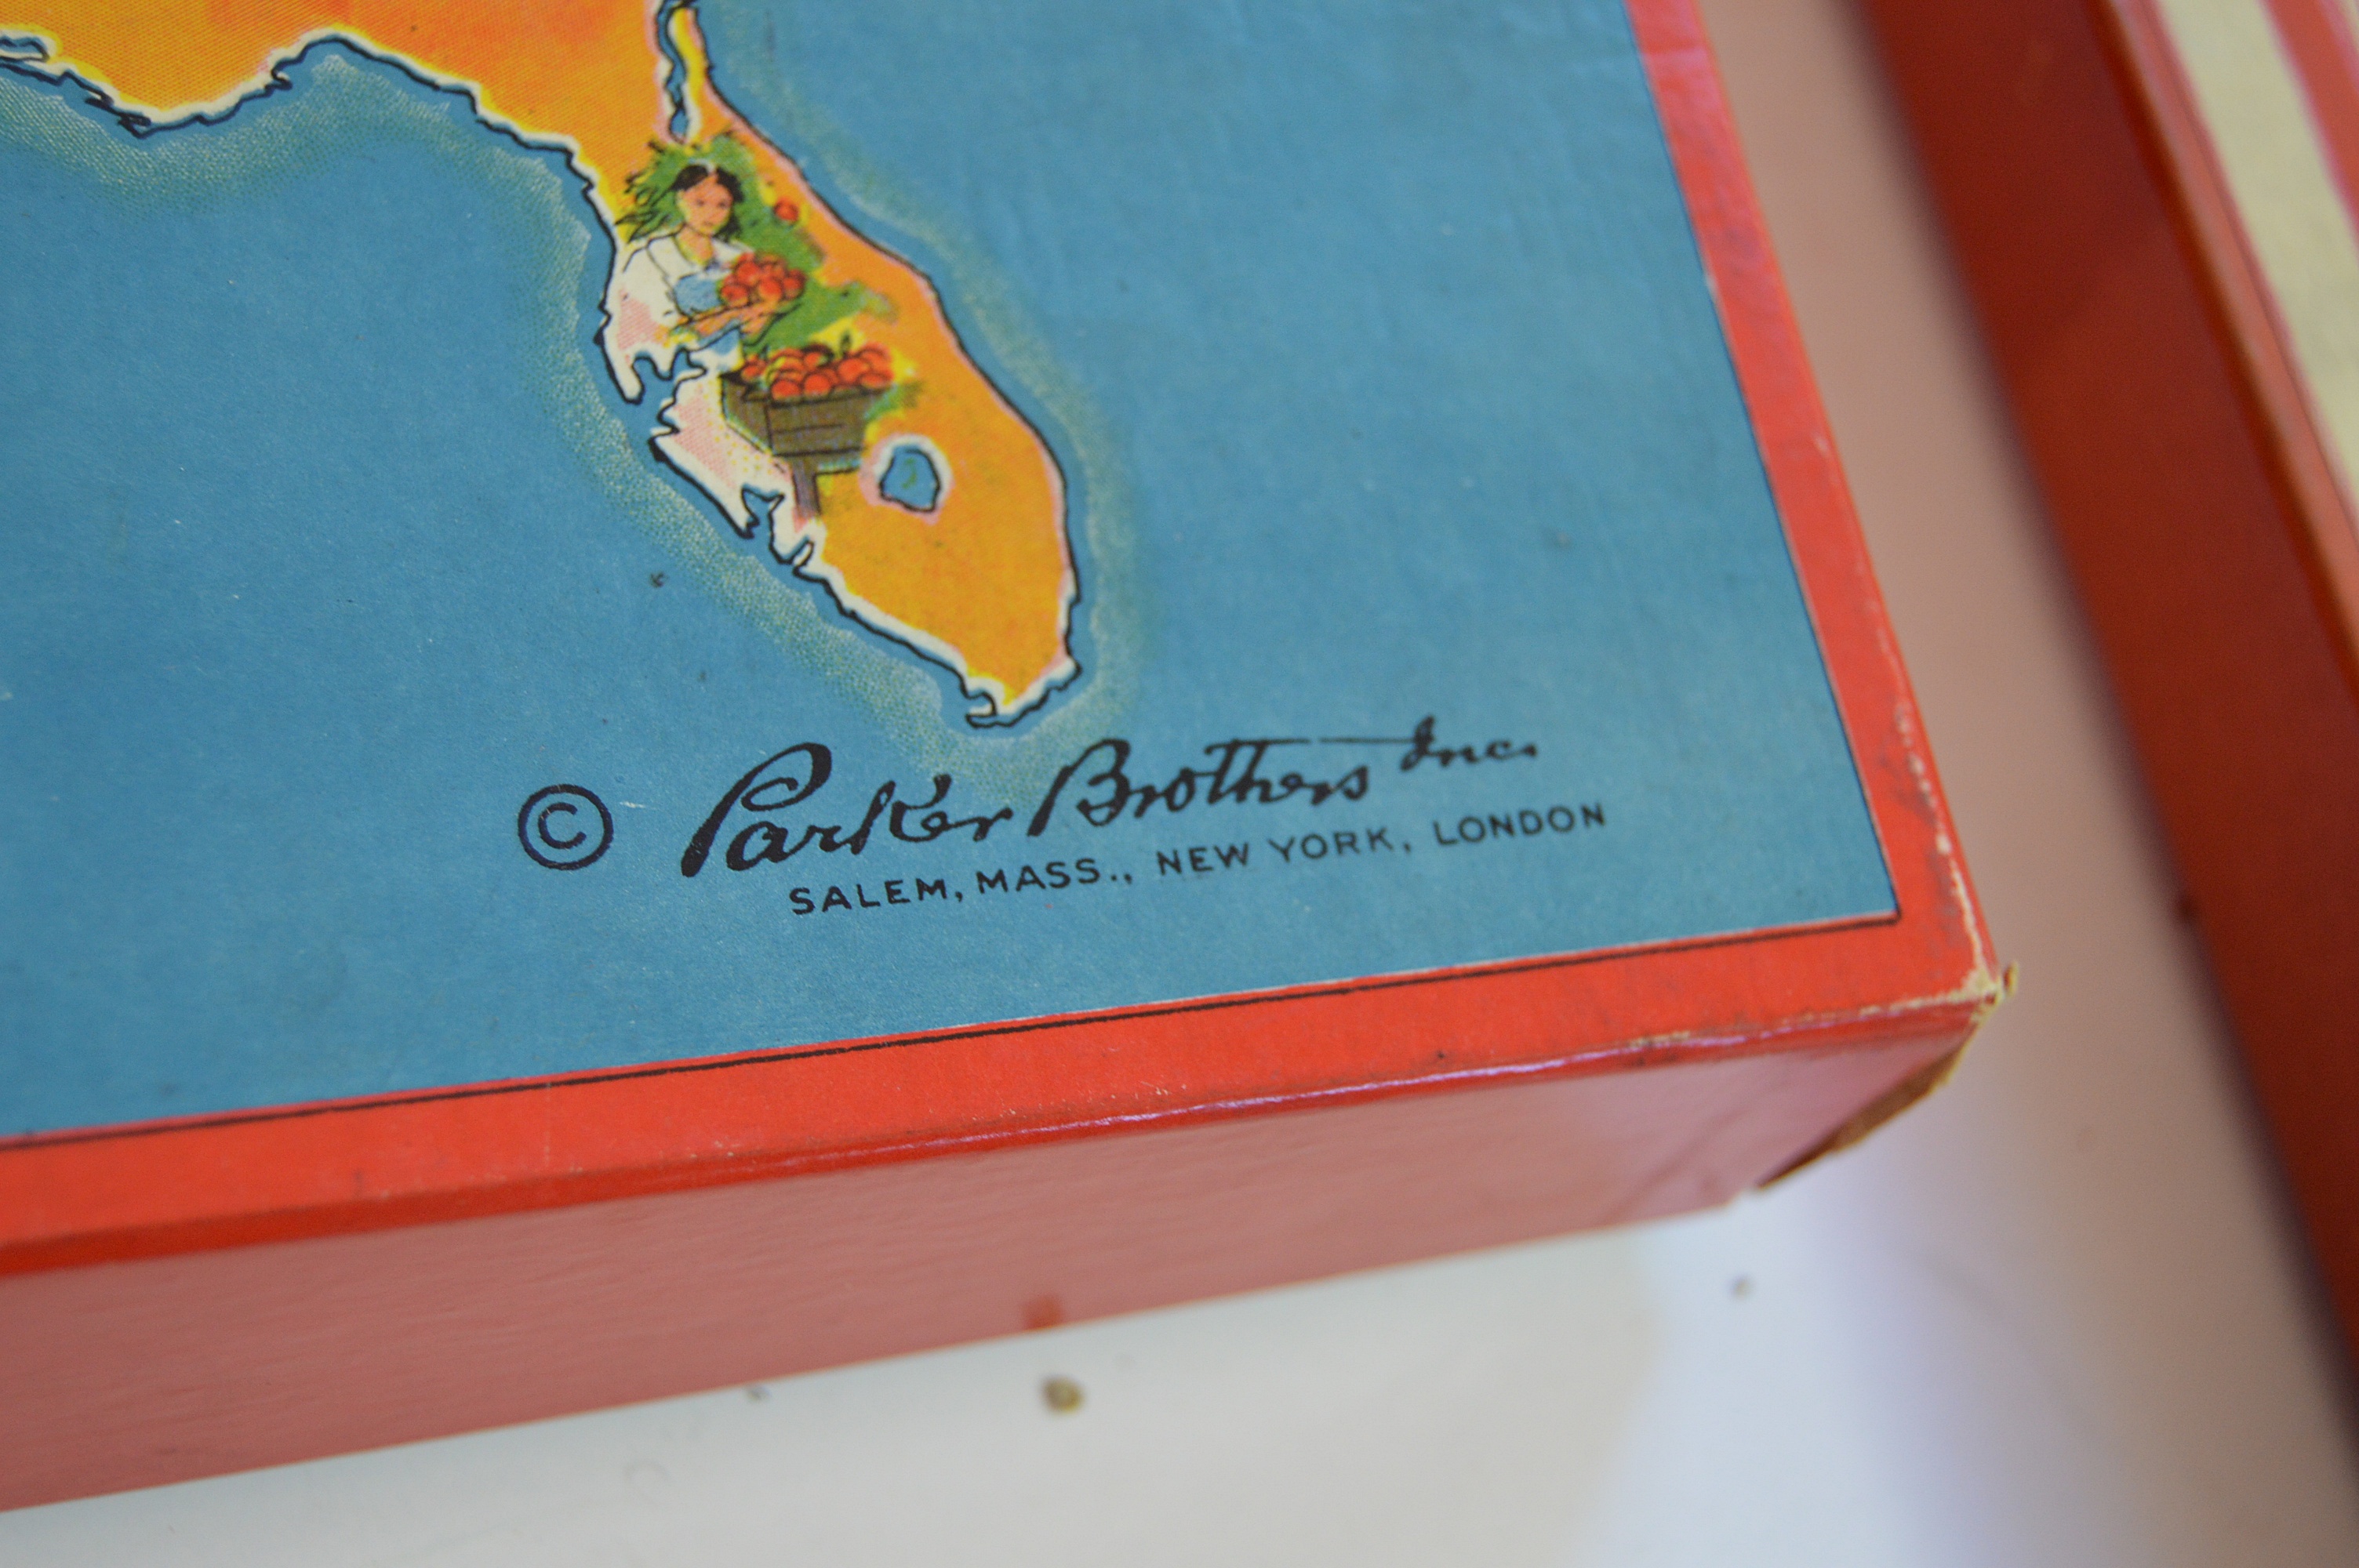 © Parker Brothers Inc.
SALEM, MASS., NEW YORK, LONDON